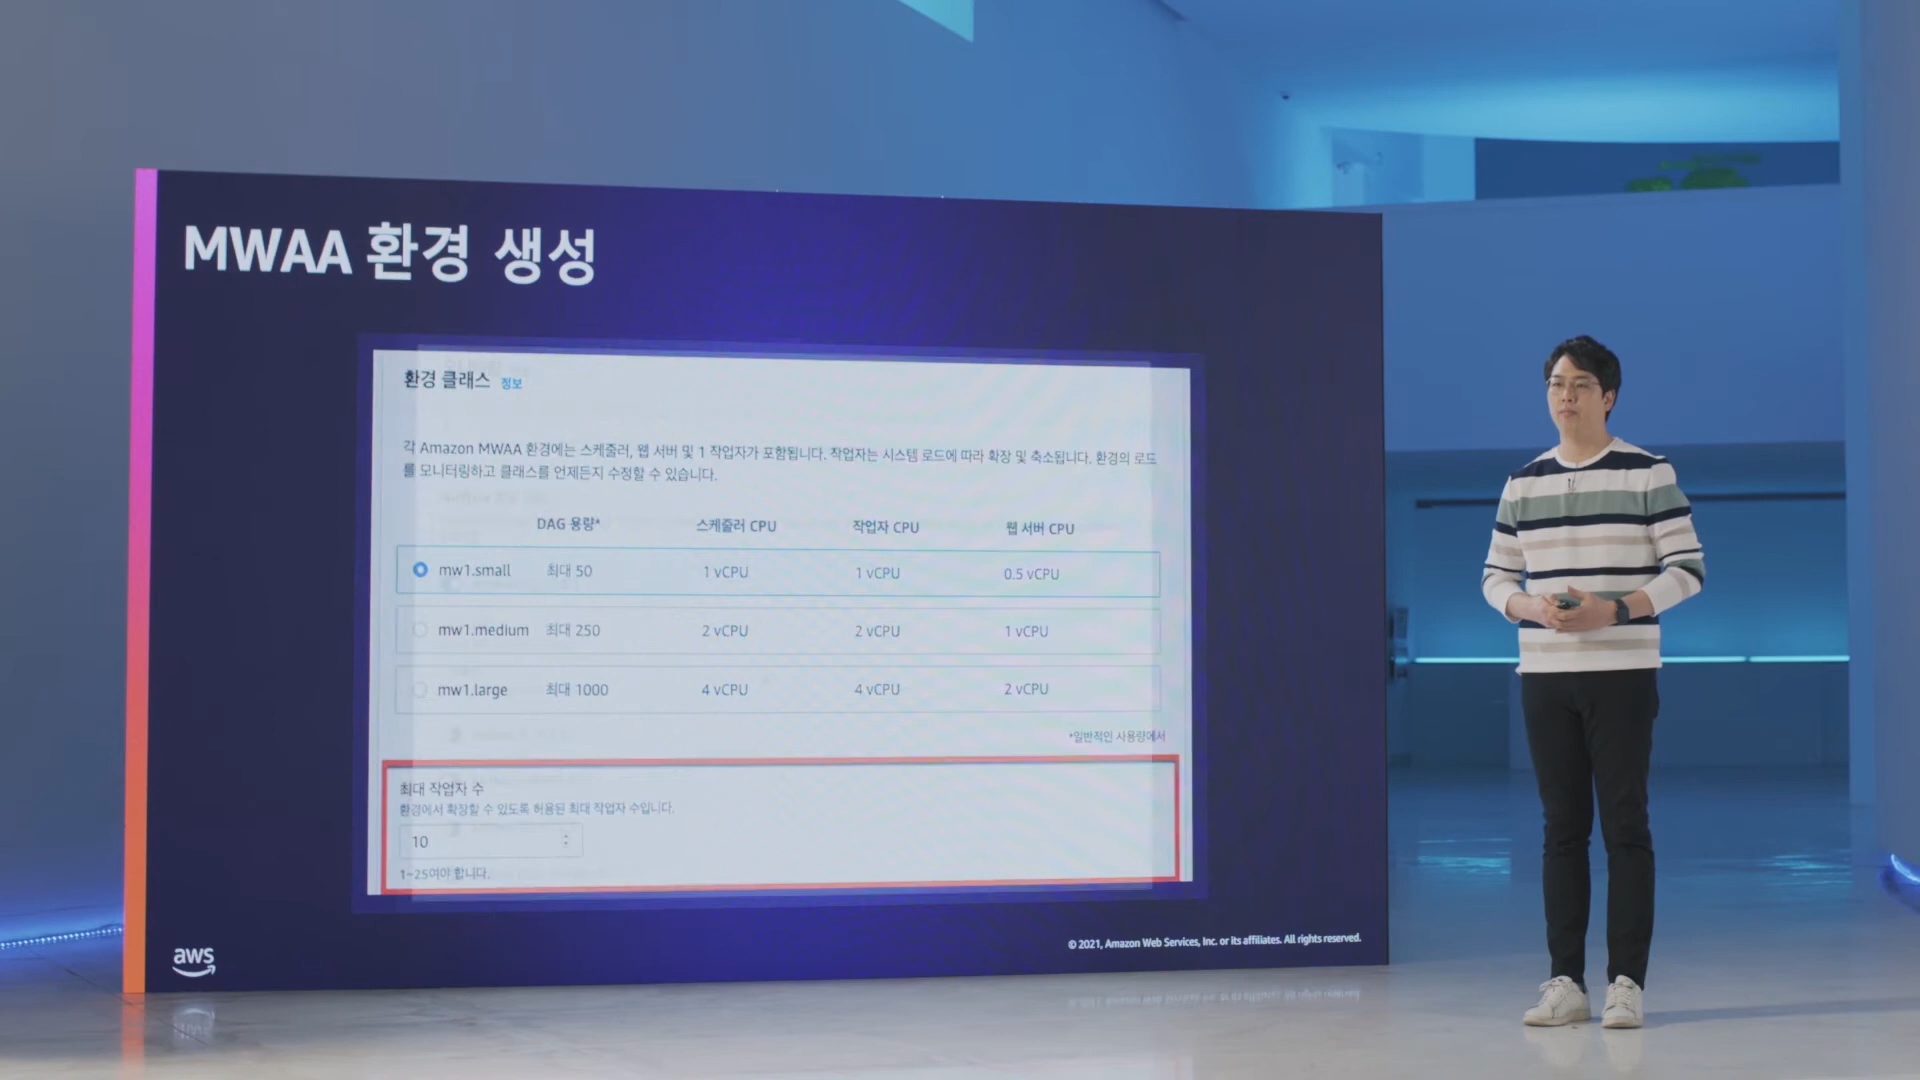 MWAA 환경 생성
환경 클래스 정보
각 Amazon MWAA 환경에는 스케줄러, 웹 서버 및 1 작업자가 포함됩니다. 작업자는 시스템 로드에 따라 확장 및 축소됩니다. 환경의 로드
를 모니터링하고 클래스를 언제든지 수정할 수 있습니다.
DAG 용량* 스케줄러 CPU 작업자 CPU 웹 서버 CPU
mw1.small 최대 50 1 vCPU 1 vCPU 0.5 vCPU
mw1.medium 최대 250 2 vCPU 2 vCPU 1 vCPU
mw1.large 최대 1000 4 vCPU 4 vCPU 2 vCPU
*일반적인 사용량에서
최대 작업자 수
환경에서 확장할 수 있도록 허용된 최대 작업자 수입니다.
10
1~25여야 합니다.
aws
© 2021, Amazon Web Services, Inc. or its affiliates. All rights reserved.